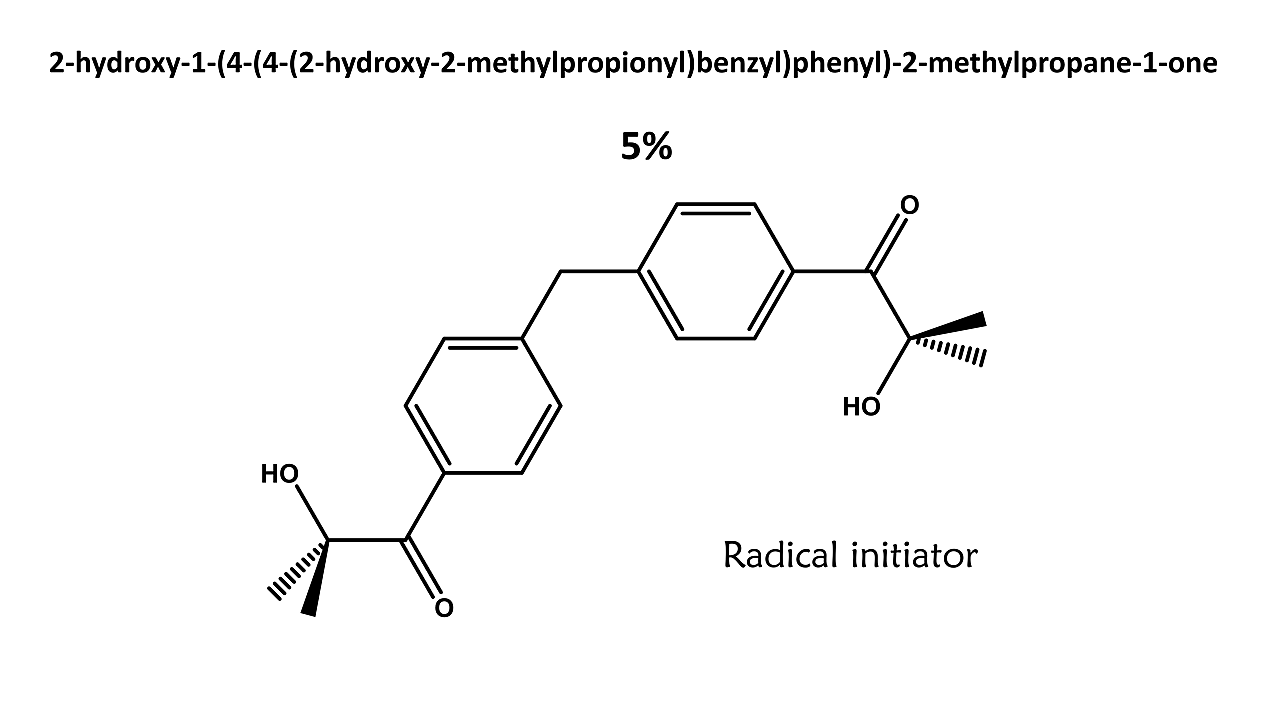 2-hydroxy-1-(4-(4-(2-hydroxy-2-methylpropionyl)benzyl)phenyl)-2-methylpropane-1-one
5%
O
HO
HO
O
Radical initiator